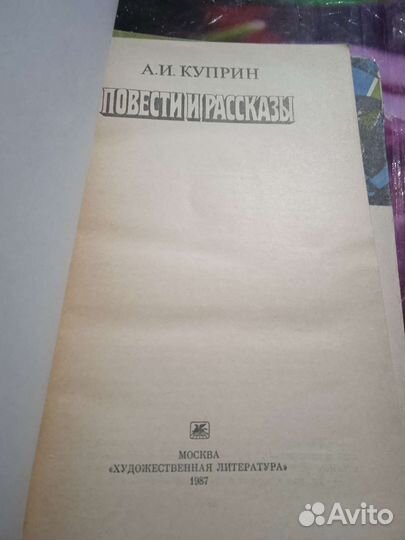 А.И. КУПРИН
ПОВЕСТИ И РАССКАЗЫ
МОСКВА
«ХУДОЖЕСТВЕННАЯ ЛИТЕРАТУРА»
1987
Avito